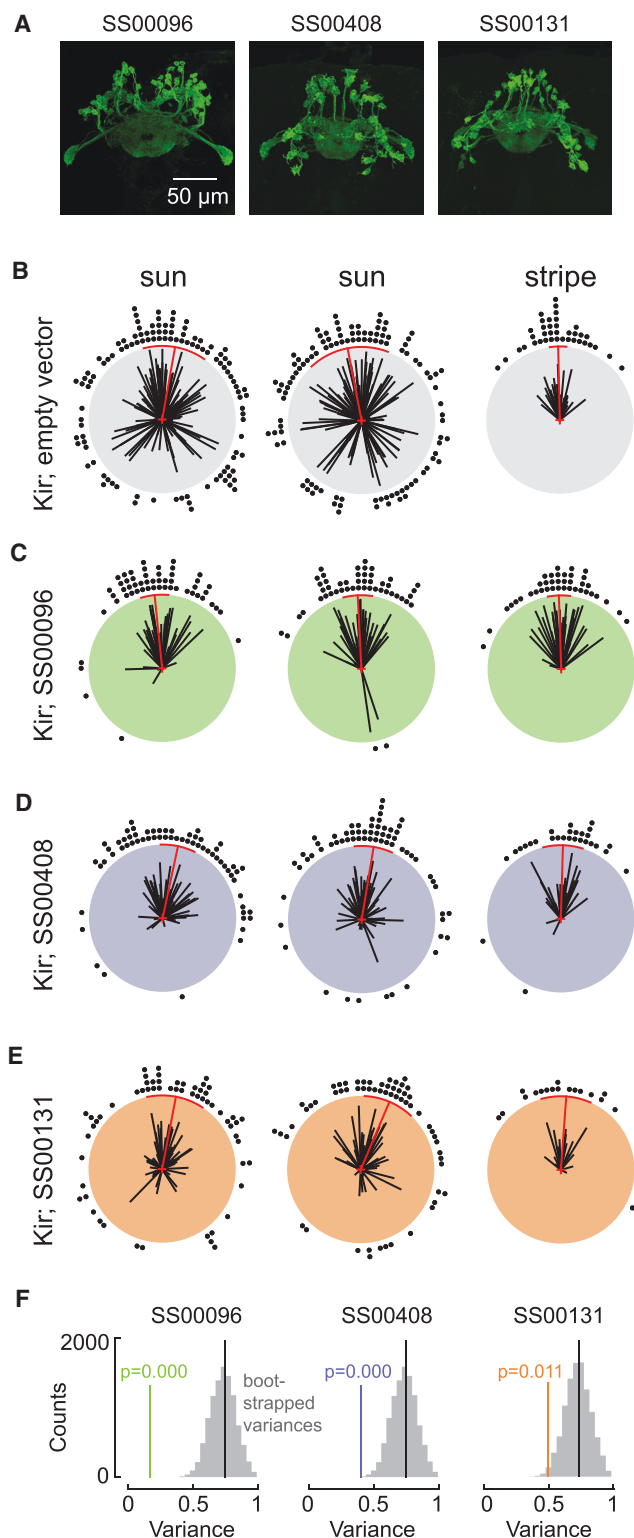 A
SS00096 SS00408 SS00131
50 µm
B
sun sun stripe
Kir; empty vector
C
Kir; SS00096
D
Kir; SS00408
E
Kir; SS00131
F
SS00096 SS00408 SS00131
2000
p=0.000 p=0.000 p=0.011
boot-
strapped
variances
Counts
0
0 0.5 1 0 0.5 1 0 0.5 1
Variance Variance Variance